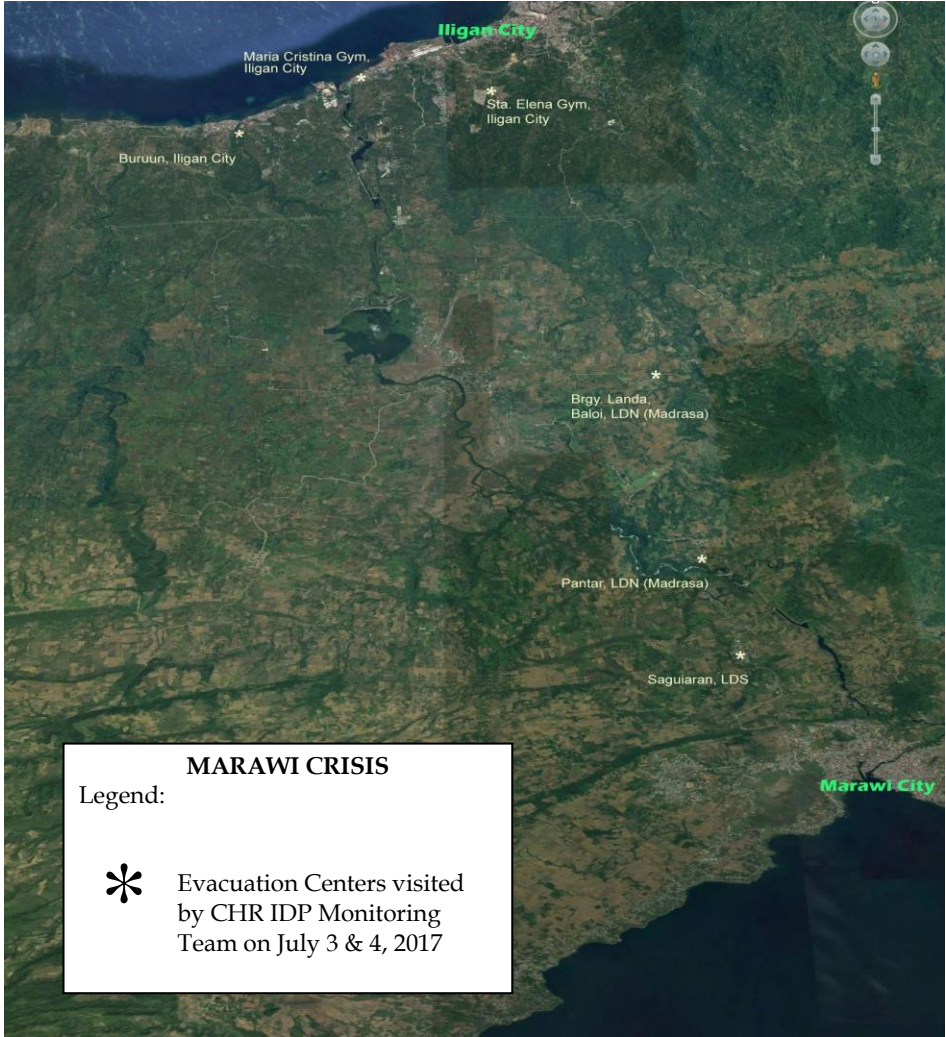 Iligan City
Maria Cristina Gym,
Iligan City
Sta. Elena Gym,
Iligan City
Buruun, Iligan City
Brgy. Landa,
Baloi, LDN (Madrasa)
Pantar, LDN (Madrasa)
Saguiaran, LDS
Marawi City
MARAWI CRISIS
Legend:
* Evacuation Centers visited
by CHR IDP Monitoring
Team on July 3 & 4, 2017